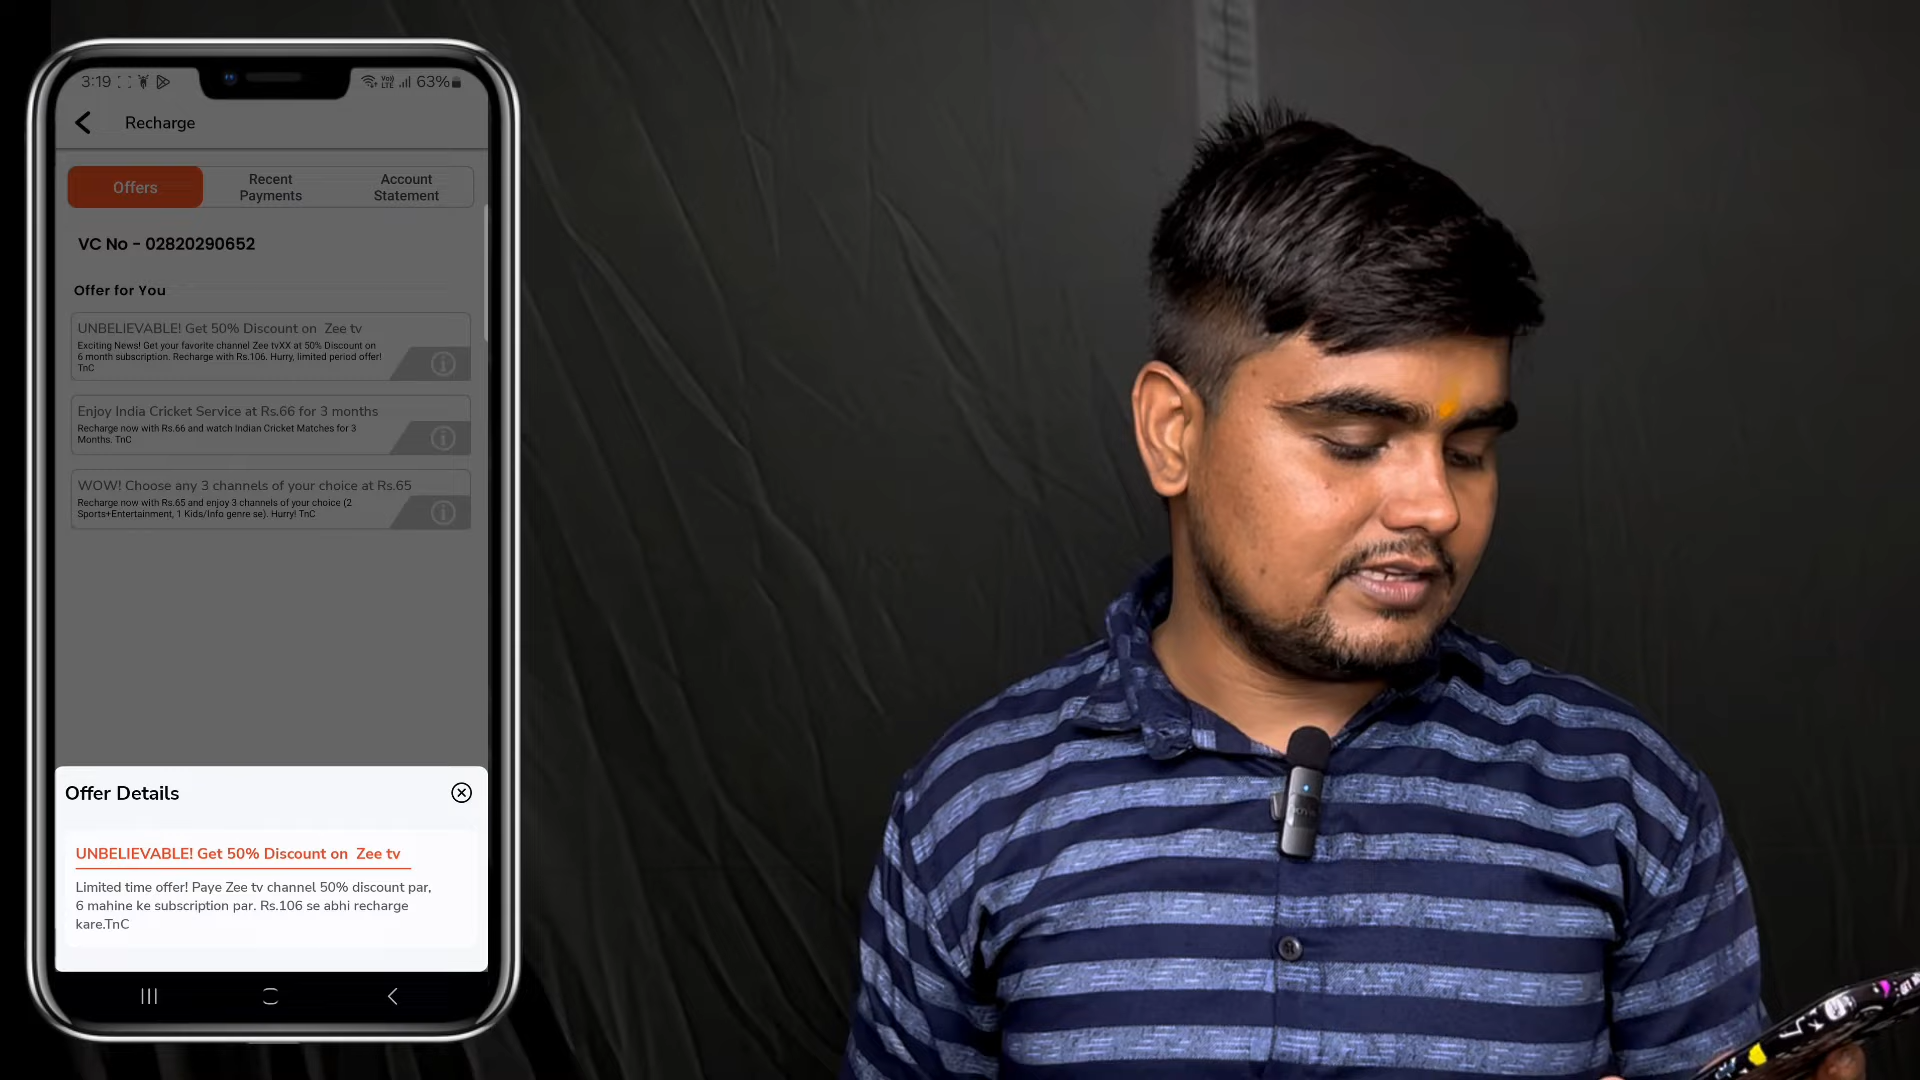 3:19
63%
Recharge
Offers
Recent
Payments
Account
Statement
VC No - 02820290652
Offer for You
UNBELIEVABLE! Get 50% Discount on Zee tv
Exciting News! Get your favorite channel Zee tvXX at 50% Discount on
6 month subscription. Recharge with Rs.106. Hurry, limited period offer!
TnC
Enjoy India Cricket Service at Rs.66 for 3 months
Recharge now with Rs.66 and watch Indian Cricket Matches for 3
Months. TnC
WOW! Choose any 3 channels of your choice at Rs.65
Recharge now with Rs.65 and enjoy 3 channels of your choice (2
Sports+Entertainment, 1 Kids/Info genre se). Hurry! TnC
Offer Details
UNBELIEVABLE! Get 50% Discount on Zee tv
Limited time offer! Paye Zee tv channel 50% discount par,
6 mahine ke subscription par. Rs.106 se abhi recharge
kare.TnC